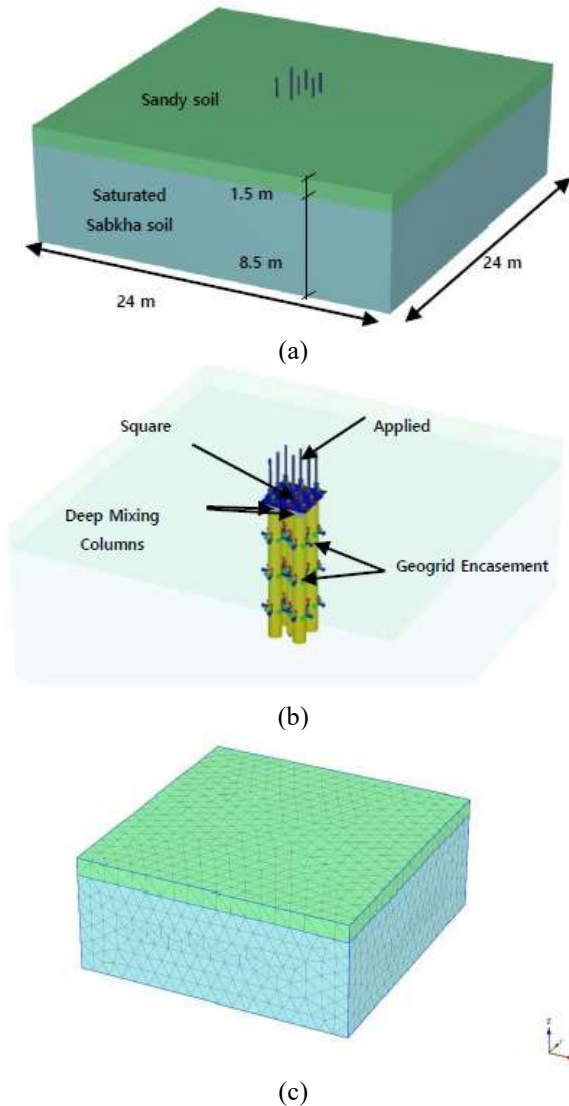 Sandy soil
Saturated
Sabkha soil
1.5 m
8.5 m
24 m
24 m
(a)
Square
Applied
Deep Mixing
Columns
Geogrid Encasement
(b)
(c)